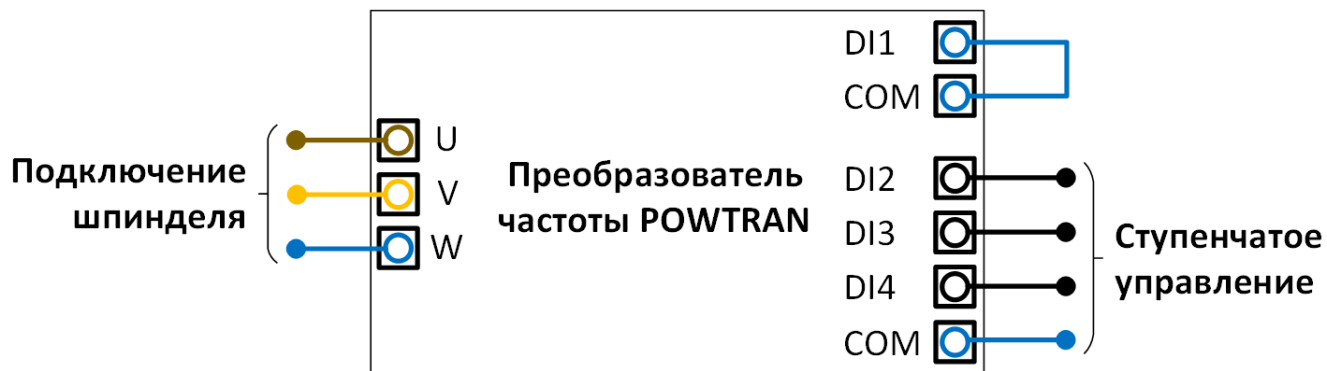 Подключение
шпинделя
U
V
W
Преобразователь
частоты POWTRAN
DI1
COM
DI2
DI3
DI4
COM
Ступенчатое
управление